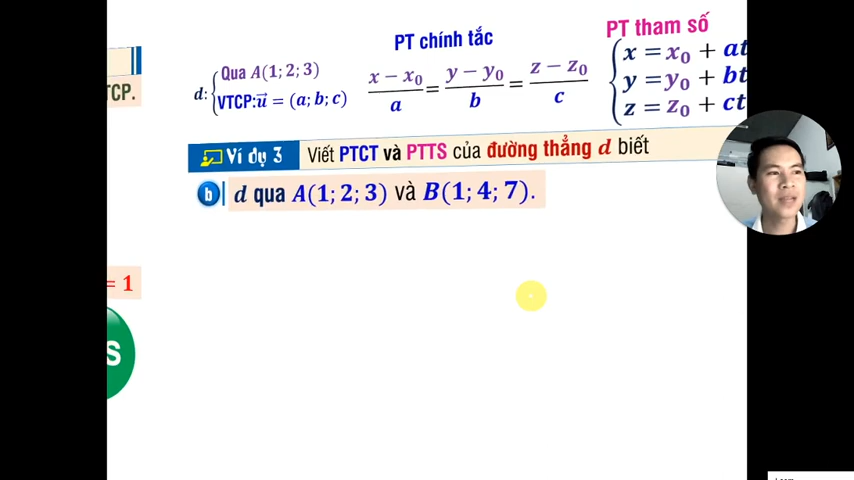 PT chính tắc
PT tham số
TCP.
d: { Qua A(1; 2; 3)
VTCP: u⃗ = (a; b; c)
(x − x₀)/a = (y − y₀)/b = (z − z₀)/c
{ x = x₀ + at
y = y₀ + bt
z = z₀ + ct
Ví dụ 3 Viết PTCT và PTTS của đường thẳng d biết
b d qua A(1; 2; 3) và B(1; 4; 7).
= 1
S